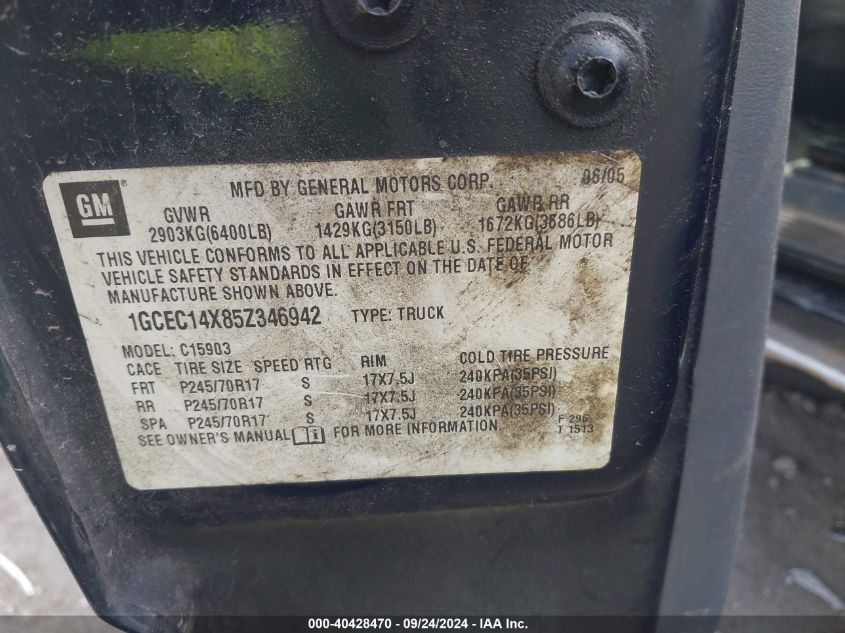 GM
MFD BY GENERAL MOTORS CORP. 06/05
GVWR GAWR FRT GAWR RR
2903KG(6400LB) 1429KG(3150LB) 1672KG(3686LB)
THIS VEHICLE CONFORMS TO ALL APPLICABLE U.S. FEDERAL MOTOR
VEHICLE SAFETY STANDARDS IN EFFECT ON THE DATE OF
MANUFACTURE SHOWN ABOVE.
1GCEC14X85Z346942 TYPE: TRUCK
MODEL: C15903
CACE TIRE SIZE SPEED RTG RIM COLD TIRE PRESSURE
FRT P245/70R17 S 17X7.5J 240KPA(35PSI)
RR P245/70R17 S 17X7.5J 240KPA(35PSI)
SPA P245/70R17 S 17X7.5J 240KPA(35PSI)
SEE OWNER'S MANUAL FOR MORE INFORMATION. F 296
T 1513
000-40428470 - 09/24/2024 - IAA Inc.